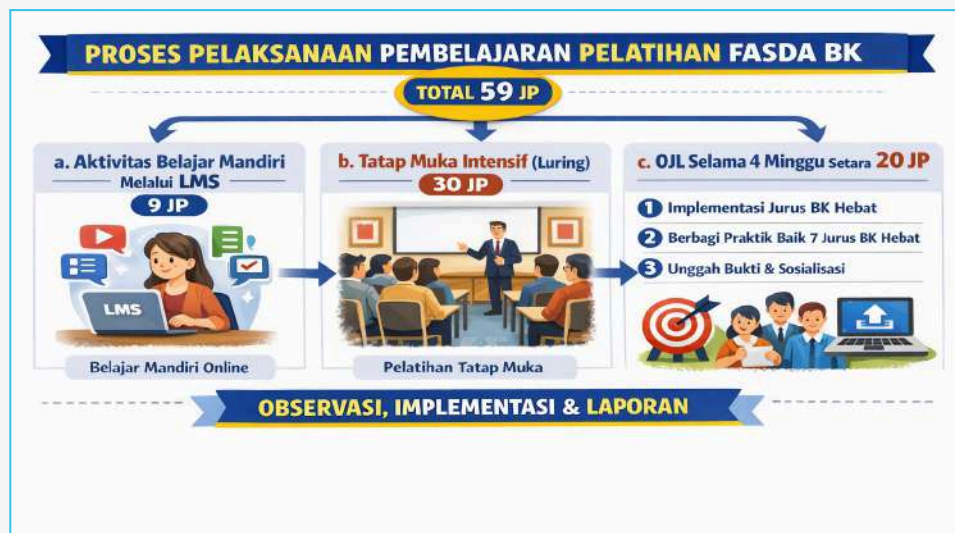 PROSES PELAKSANAAN PEMBELAJARAN PELATIHAN FASDA BK
TOTAL 59 JP
a. Aktivitas Belajar Mandiri
Melalui LMS
9 JP
LMS
Belajar Mandiri Online
b. Tatap Muka Intensif (Luring)
30 JP
Pelatihan Tatap Muka
c. OJL Selama 4 Minggu Setara 20 JP
1 Implementasi Jurus BK Hebat
2 Berbagi Praktik Baik 7 Jurus BK Hebat
3 Unggah Bukti & Sosialisasi
OBSERVASI, IMPLEMENTASI & LAPORAN